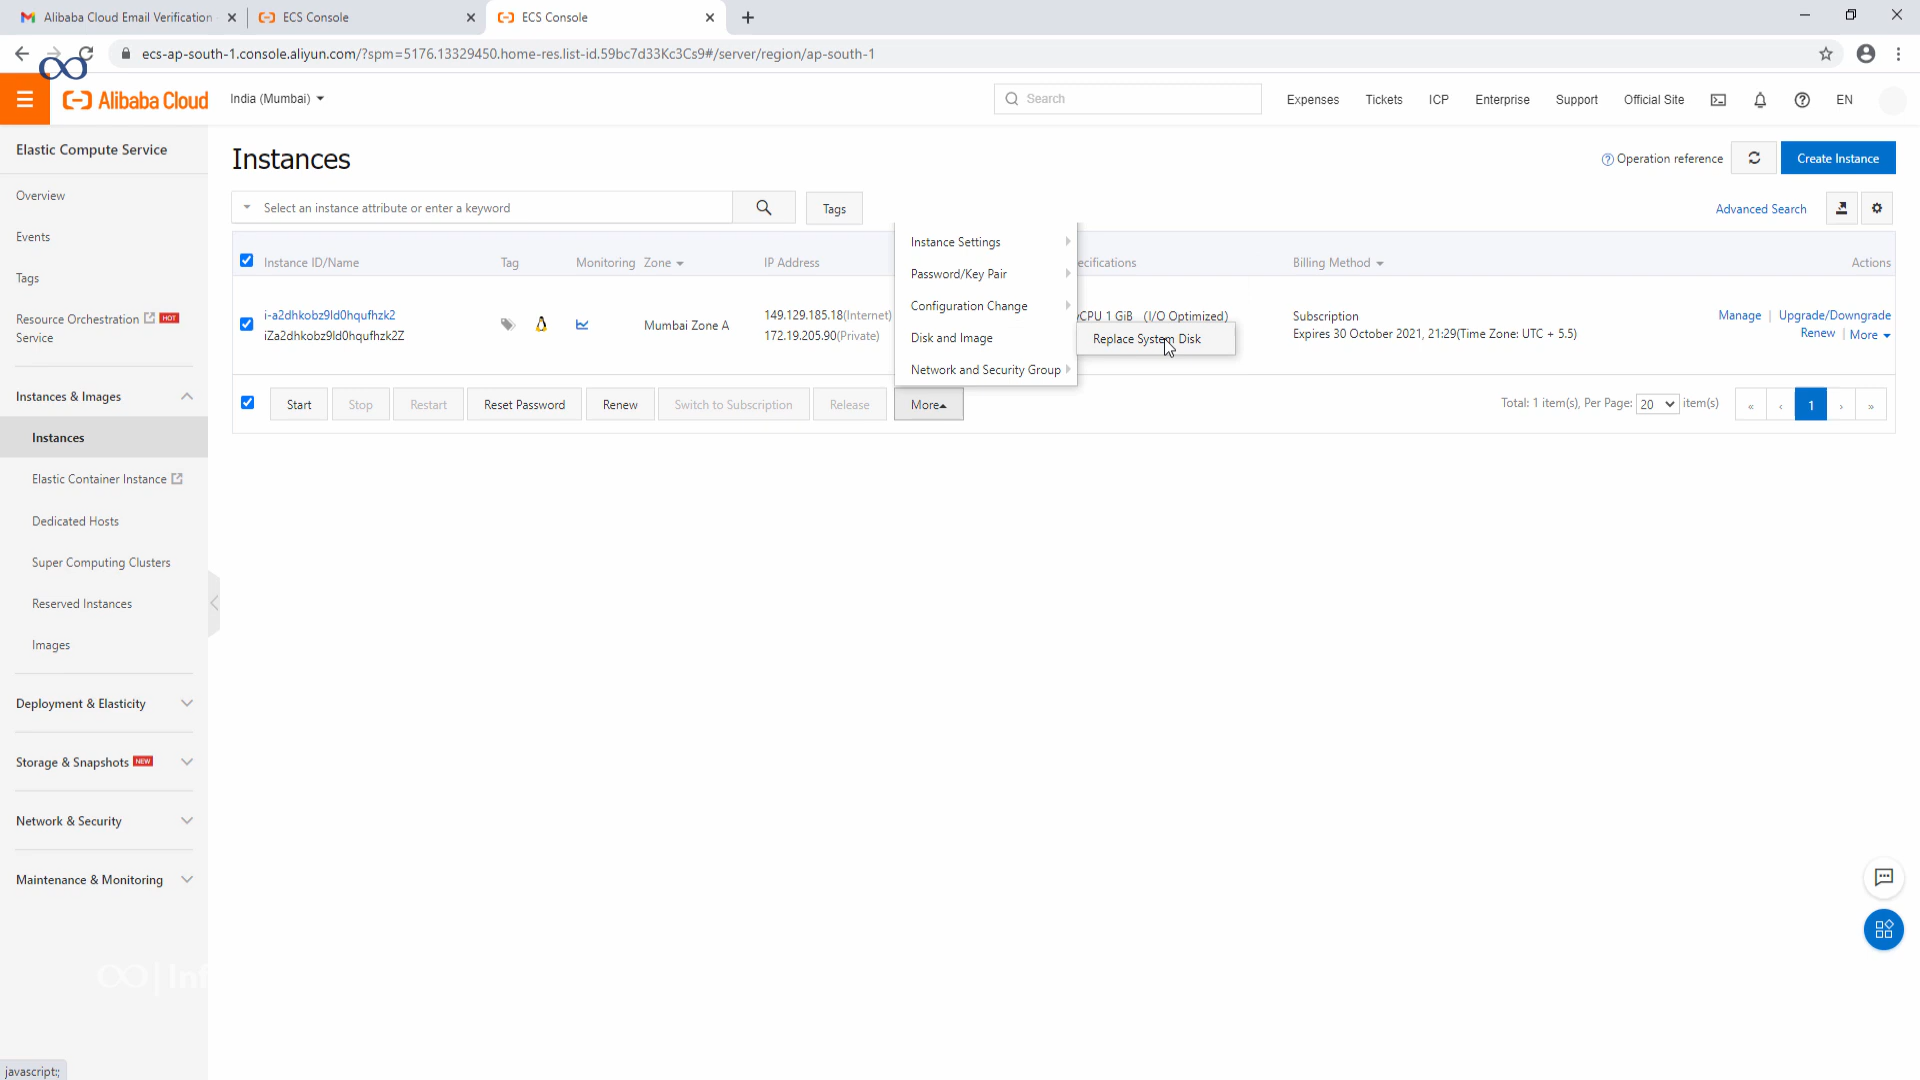 Alibaba Cloud Email Verification
ECS Console
ECS Console
ecs-ap-south-1.console.aliyun.com/?spm=5176.13329450.home-res.list-id.59bc7d33Kc3Cs9#/server/region/ap-south-1
Alibaba Cloud
India (Mumbai)
Search
Expenses
Tickets
ICP
Enterprise
Support
Official Site
EN
Elastic Compute Service
Overview
Events
Tags
Resource Orchestration HOT
Service
Instances & Images
Instances
Elastic Container Instance
Dedicated Hosts
Super Computing Clusters
Reserved Instances
Images
Deployment & Elasticity
Storage & Snapshots NEW
Network & Security
Maintenance & Monitoring
Instances
Operation reference
Create Instance
Select an instance attribute or enter a keyword
Tags
Advanced Search
Instance ID/Name
Tag
Monitoring
Zone
IP Address
ecifications
Billing Method
Actions
i-a2dhkobz9ld0hqufhzk2
iZa2dhkobz9ld0hqufhzk2Z
Mumbai Zone A
149.129.185.18(Internet)
172.19.205.90(Private)
vCPU 1 GiB (I/O Optimized)
Subscription
Expires 30 October 2021, 21:29(Time Zone: UTC + 5.5)
Manage | Upgrade/Downgrade
Renew | More
Instance Settings
Password/Key Pair
Configuration Change
Disk and Image
Network and Security Group
Replace System Disk
Start
Stop
Restart
Reset Password
Renew
Switch to Subscription
Release
More
Total: 1 item(s), Per Page: 20 item(s)
« ‹ 1 › »
Inf
javascript:;